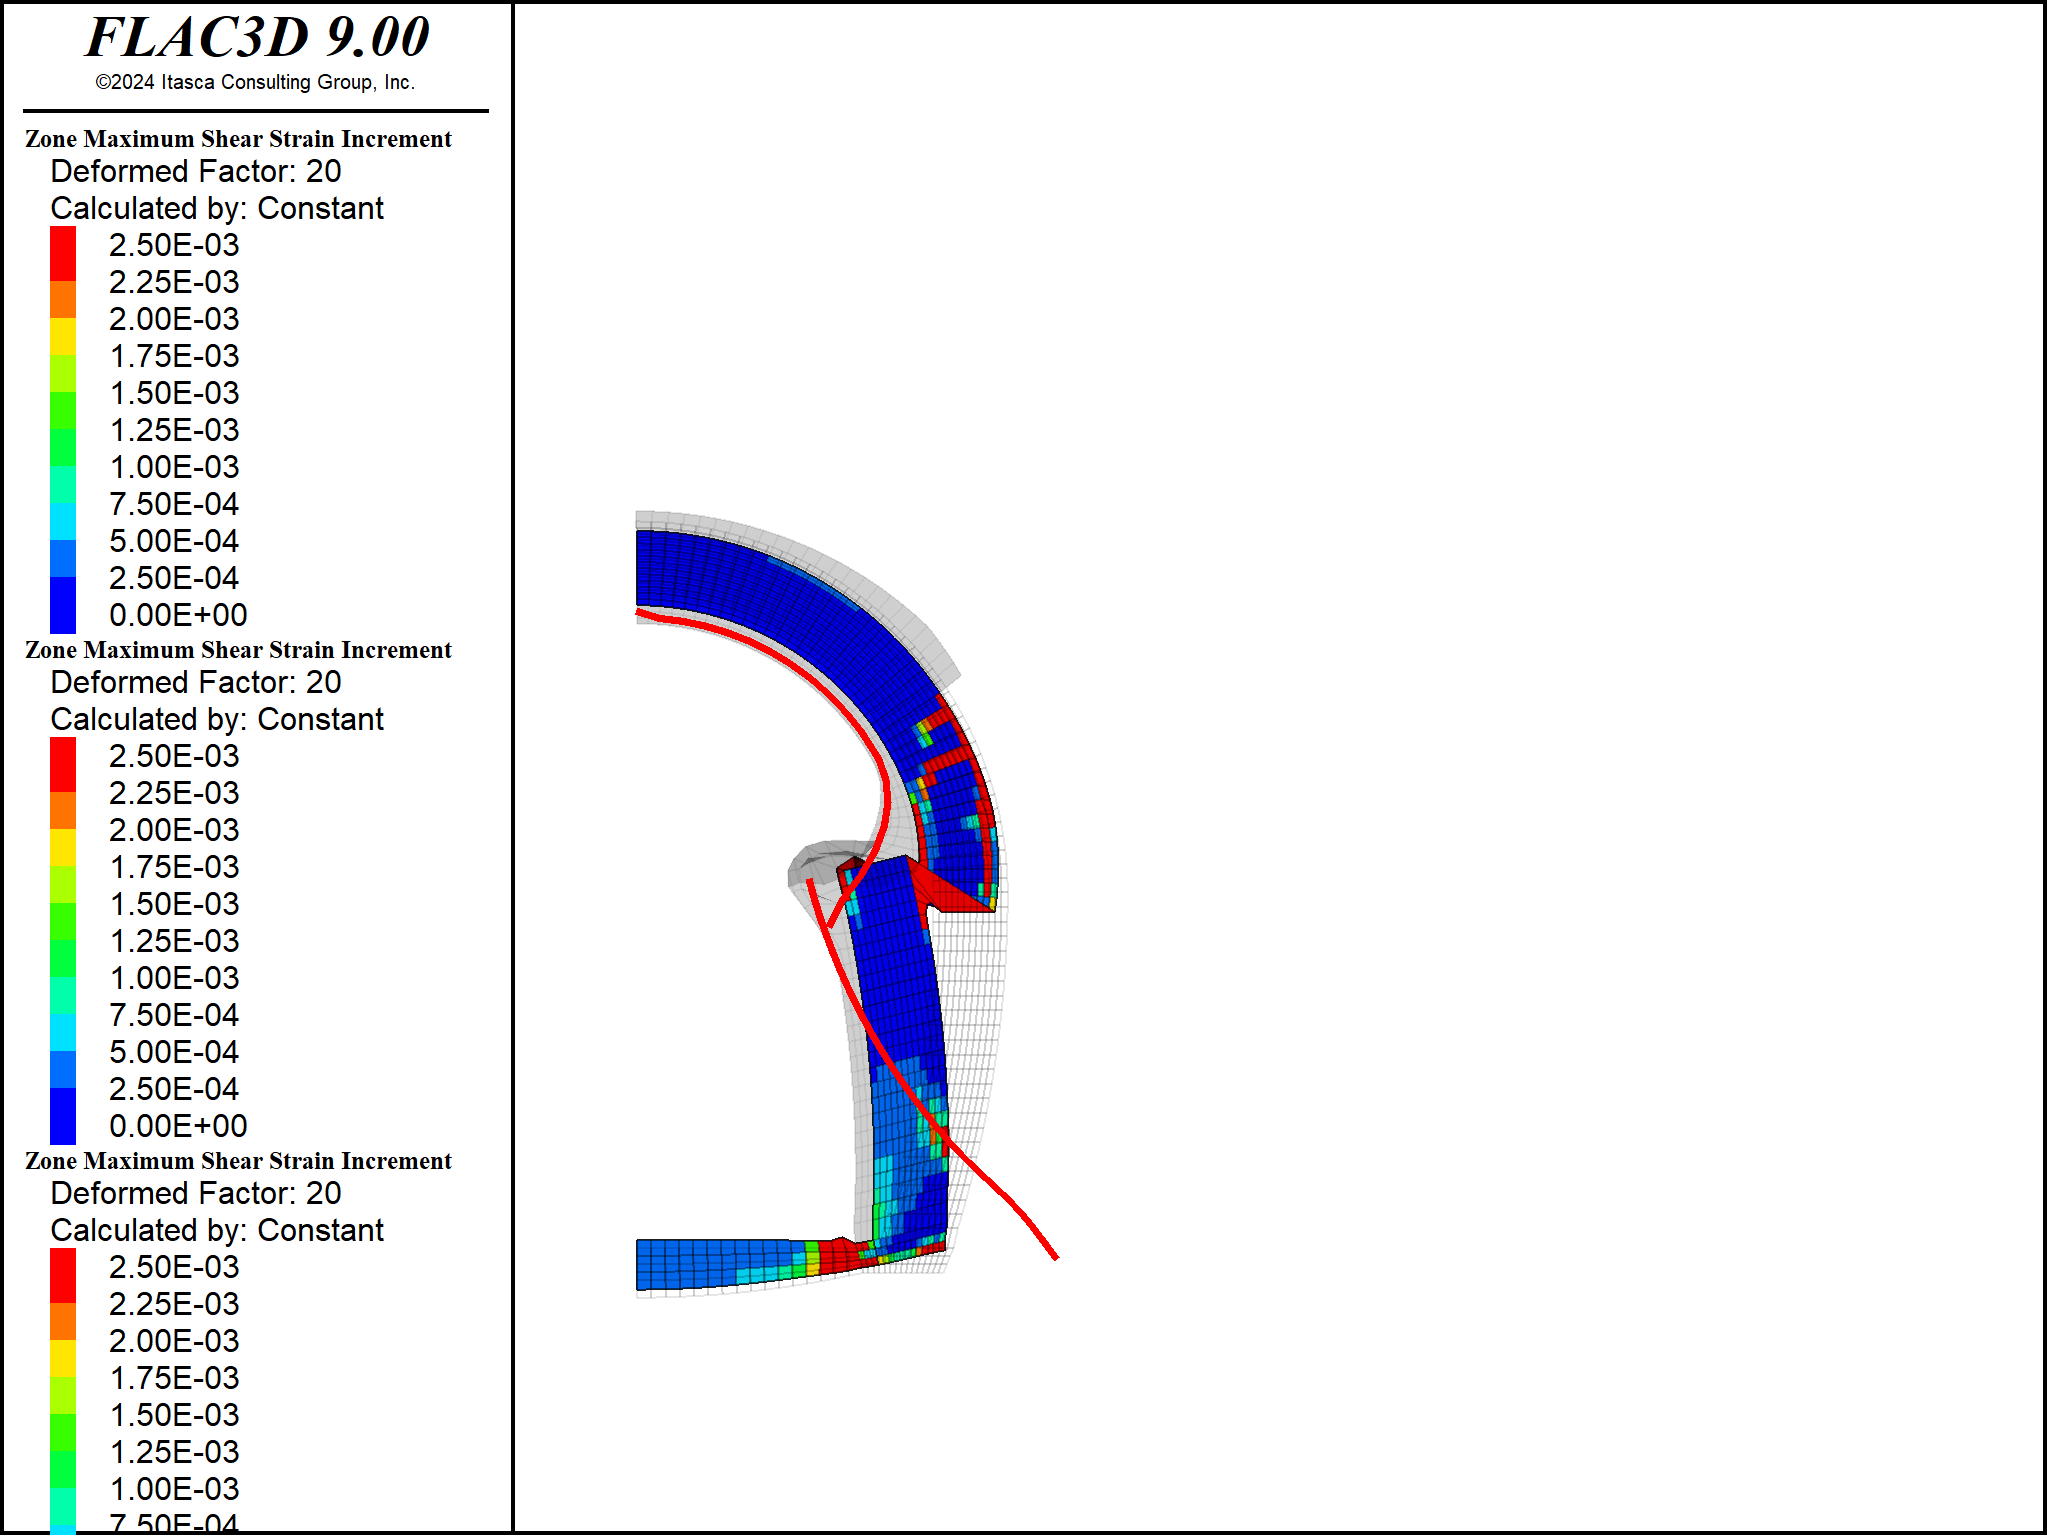 FLAC3D 9.00
©2024 Itasca Consulting Group, Inc.
Zone Maximum Shear Strain Increment
Deformed Factor: 20
Calculated by: Constant
2.50E-03
2.25E-03
2.00E-03
1.75E-03
1.50E-03
1.25E-03
1.00E-03
7.50E-04
5.00E-04
2.50E-04
0.00E+00
Zone Maximum Shear Strain Increment
Deformed Factor: 20
Calculated by: Constant
2.50E-03
2.25E-03
2.00E-03
1.75E-03
1.50E-03
1.25E-03
1.00E-03
7.50E-04
5.00E-04
2.50E-04
0.00E+00
Zone Maximum Shear Strain Increment
Deformed Factor: 20
Calculated by: Constant
2.50E-03
2.25E-03
2.00E-03
1.75E-03
1.50E-03
1.25E-03
1.00E-03
7.50E-04